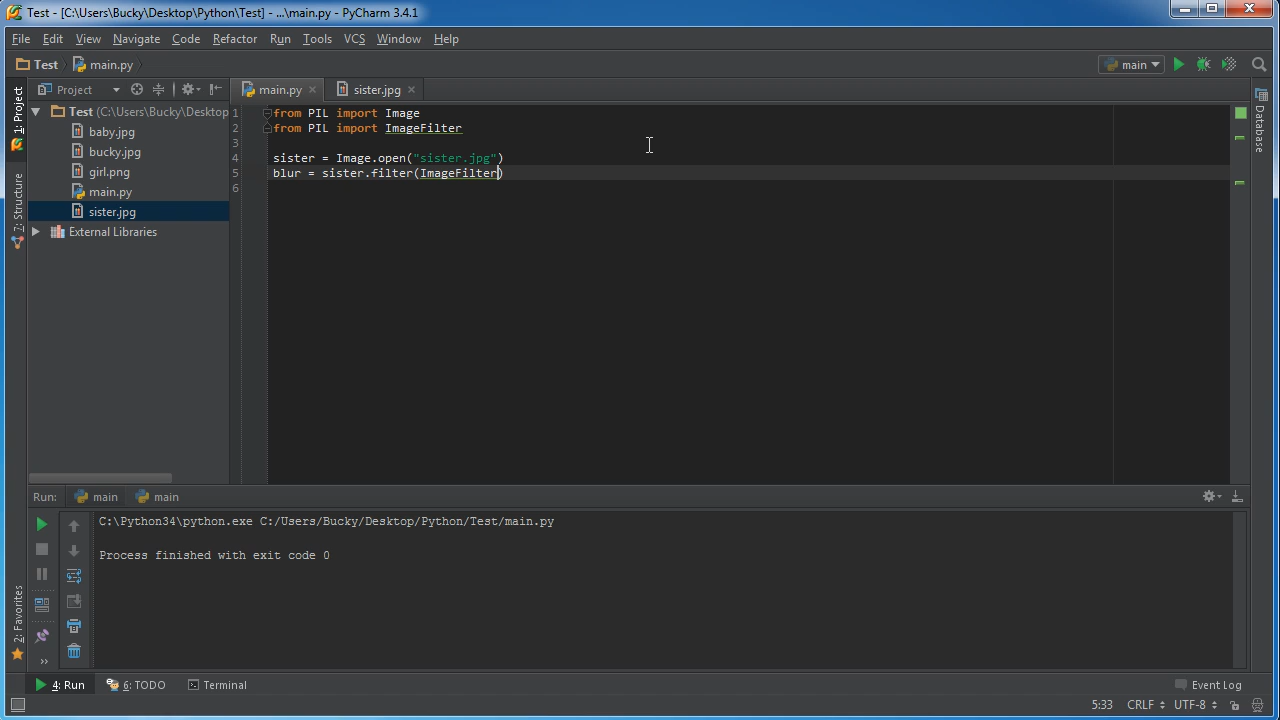 Test - [C:\Users\Bucky\Desktop\Python\Test] - ...\main.py - PyCharm 3.4.1
File Edit View Navigate Code Refactor Run Tools VCS Window Help
Test main.py main
1: Project
7: Structure
2: Favorites
Project
Test (C:\Users\Bucky\Desktop
baby.jpg
bucky.jpg
girl.png
main.py
sister.jpg
External Libraries
main.py sister.jpg
1 from PIL import Image
2 from PIL import ImageFilter
3
4 sister = Image.open("sister.jpg")
5 blur = sister.filter(ImageFilter)
6
Database
Run: main main
C:\Python34\python.exe C:/Users/Bucky/Desktop/Python/Test/main.py
Process finished with exit code 0
4: Run 6: TODO Terminal Event Log
5:33 CRLF UTF-8